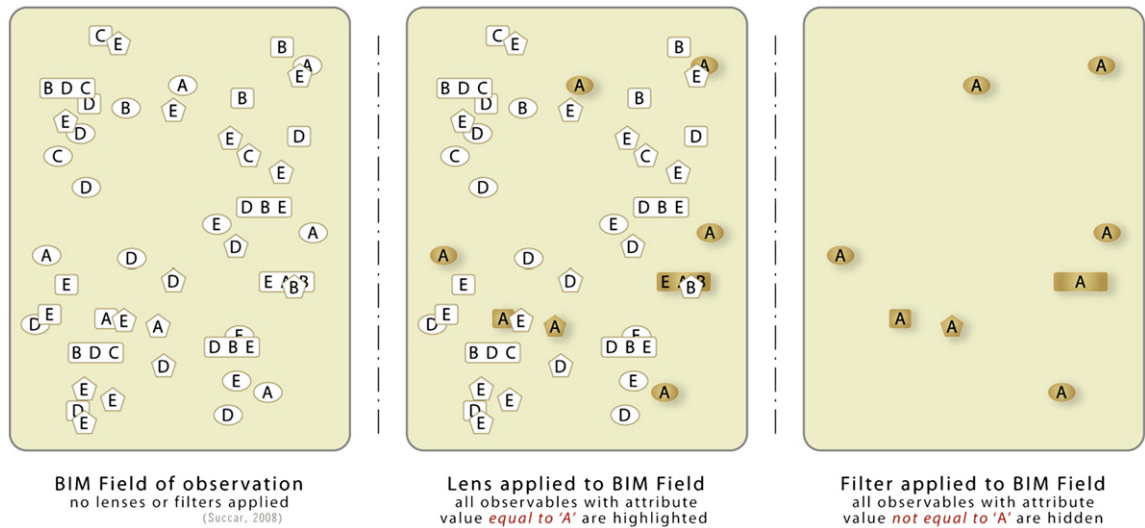 C E
B
A
E
B D C
A
D
B
B
E
E
D
E
D
C
C
E
D
D B E
E
A
D
A
D
E A B
B
D
E
E
D
A E
A
E
D B E
B D C
D
E
E
A
E
D
D
E
C E
B
A
E
A
B D C
B
D
B
E
E
D
E
D
C
C
E
D
D B E
E
A
D
A
D
E A B
B
D
E
E
D
A E
A
E
D B E
B D C
D
E
E
A
E
D
D
E
A
A
A
A
A
A
A
A
BIM Field of observation
no lenses or filters applied
(Succar, 2008)
Lens applied to BIM Field
all observables with attribute
value equal to 'A' are highlighted
Filter applied to BIM Field
all observables with attribute
value not equal to 'A' are hidden